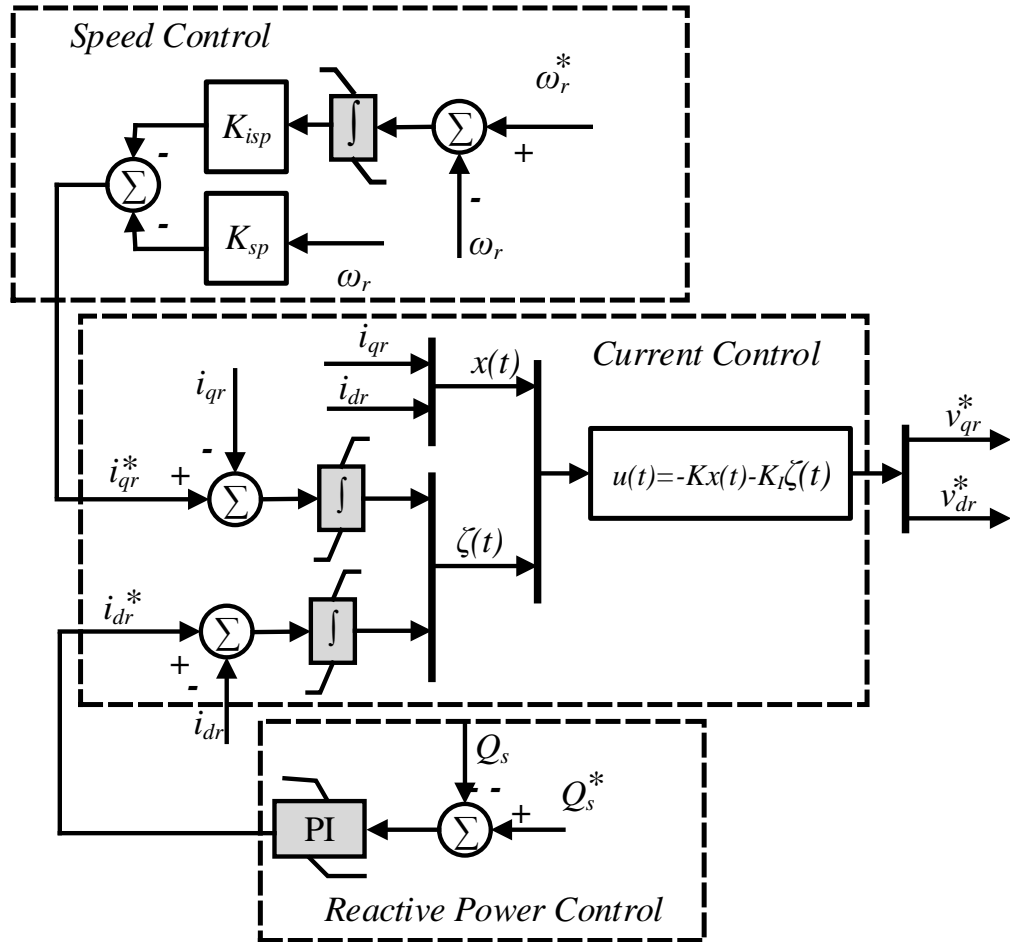 Speed Control
ω_r^*
K_isp
∫
∑
+
-
∑
-
-
K_sp
ω_r
ω_r
i_qr
i_dr
x(t)
Current Control
i_qr
-
i_qr^*
+
∑
∫
u(t)=-Kx(t)-K_Iζ(t)
v_qr^*
v_dr^*
ζ(t)
i_dr^*
∑
∫
+
-
i_dr
Q_s
- -
Q_s^*
+
PI
∑
Reactive Power Control